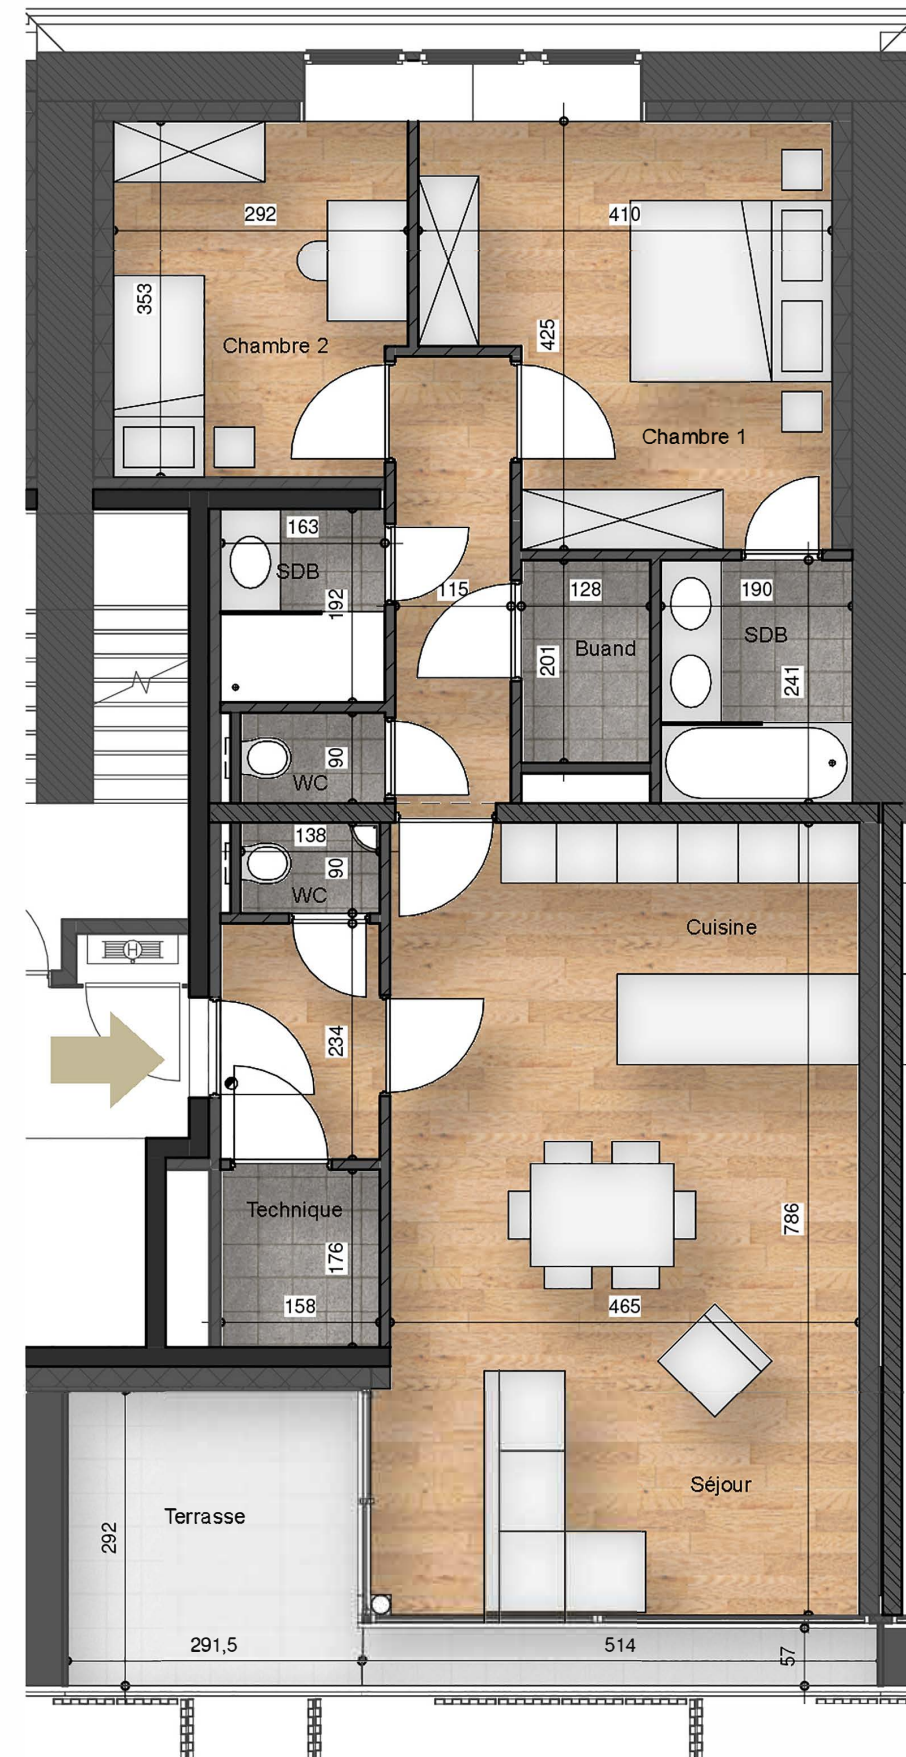 292
410
353
425
Chambre 2
Chambre 1
163
SDB
192
115
128
190
Buand
SDB
201
241
90
WC
138
90
WC
Cuisine
H
234
Technique
176
158
786
465
Séjour
Terrasse
292
291,5
514
57